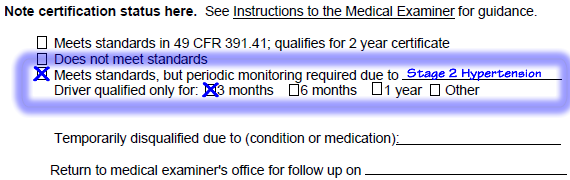 Note certification status here. See Instructions to the Medical Examiner for guidance.
Meets standards in 49 CFR 391.41; qualifies for 2 year certificate
Does not meet standards
Meets standards, but periodic monitoring required due to Stage 2 Hypertension
Driver qualified only for: 3 months 6 months 1 year Other
Temporarily disqualified due to (condition or medication):
Return to medical examiner's office for follow up on